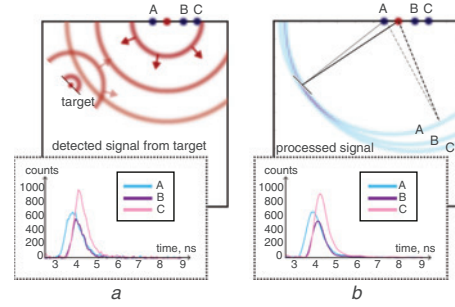 A B C
target
detected signal from target
counts
1000
800
600
400
200
0
A
B
C
time, ns
3 4 5 6 7 8 9
a
A B C
A
B
C
processed signal
counts
1000
800
600
400
200
0
A
B
C
time, ns
3 4 5 6 7 8 9
b